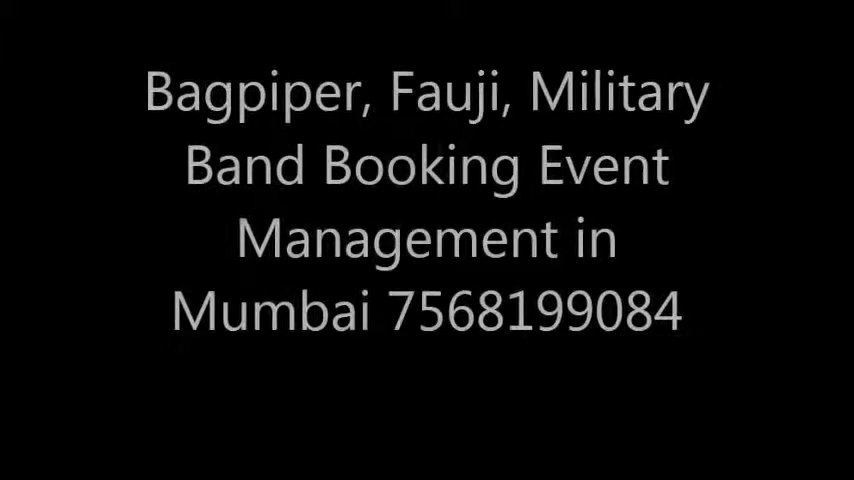 Bagpiper, Fauji, Military
Band Booking Event
Management in
Mumbai 7568199084